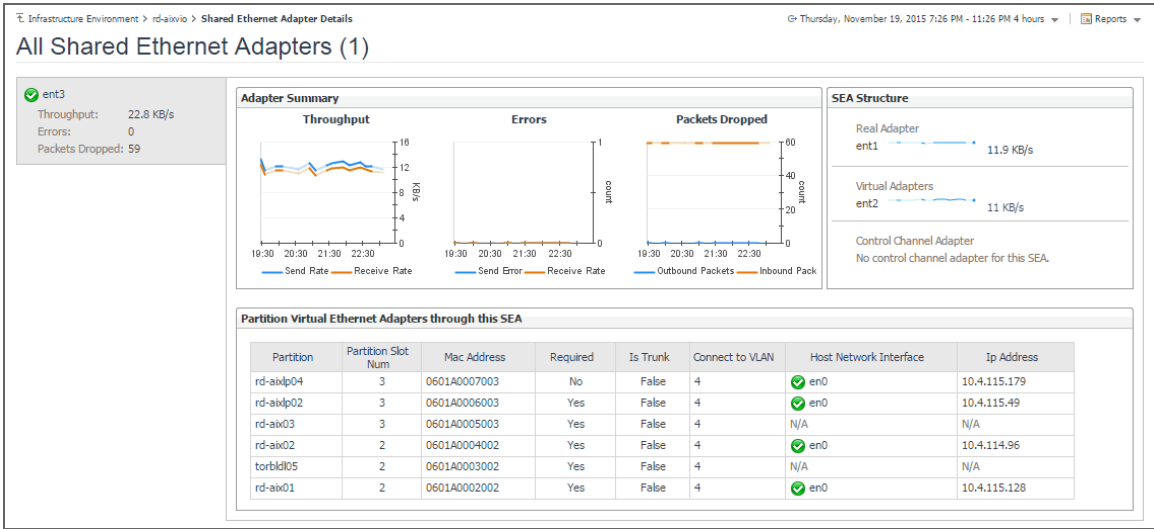 Infrastructure Environment > rd-aixvio > Shared Ethernet Adapter Details
Thursday, November 19, 2015 7:26 PM - 11:26 PM 4 hours
Reports
All Shared Ethernet Adapters (1)
ent3
Throughput: 22.8 KB/s
Errors: 0
Packets Dropped: 59
Adapter Summary
Throughput
16
12
8
4
0
KB/s
19:30 20:30 21:30 22:30
Send Rate Receive Rate
Errors
1
0
count
19:30 20:30 21:30 22:30
Send Error Receive Rate
Packets Dropped
60
40
20
0
count
19:30 20:30 21:30 22:30
Outbound Packets Inbound Pack
SEA Structure
Real Adapter
ent1 11.9 KB/s
Virtual Adapters
ent2 11 KB/s
Control Channel Adapter
No control channel adapter for this SEA.
Partition Virtual Ethernet Adapters through this SEA
Partition Partition Slot Num Mac Address Required Is Trunk Connect to VLAN Host Network Interface Ip Address
rd-aixlp04 3 0601A0007003 No False 4 en0 10.4.115.179
rd-aixlp02 3 0601A0006003 Yes False 4 en0 10.4.115.49
rd-aix03 3 0601A0005003 Yes False 4 N/A N/A
rd-aix02 2 0601A0004002 Yes False 4 en0 10.4.114.96
torbldl05 2 0601A0003002 Yes False 4 N/A N/A
rd-aix01 2 0601A0002002 Yes False 4 en0 10.4.115.128